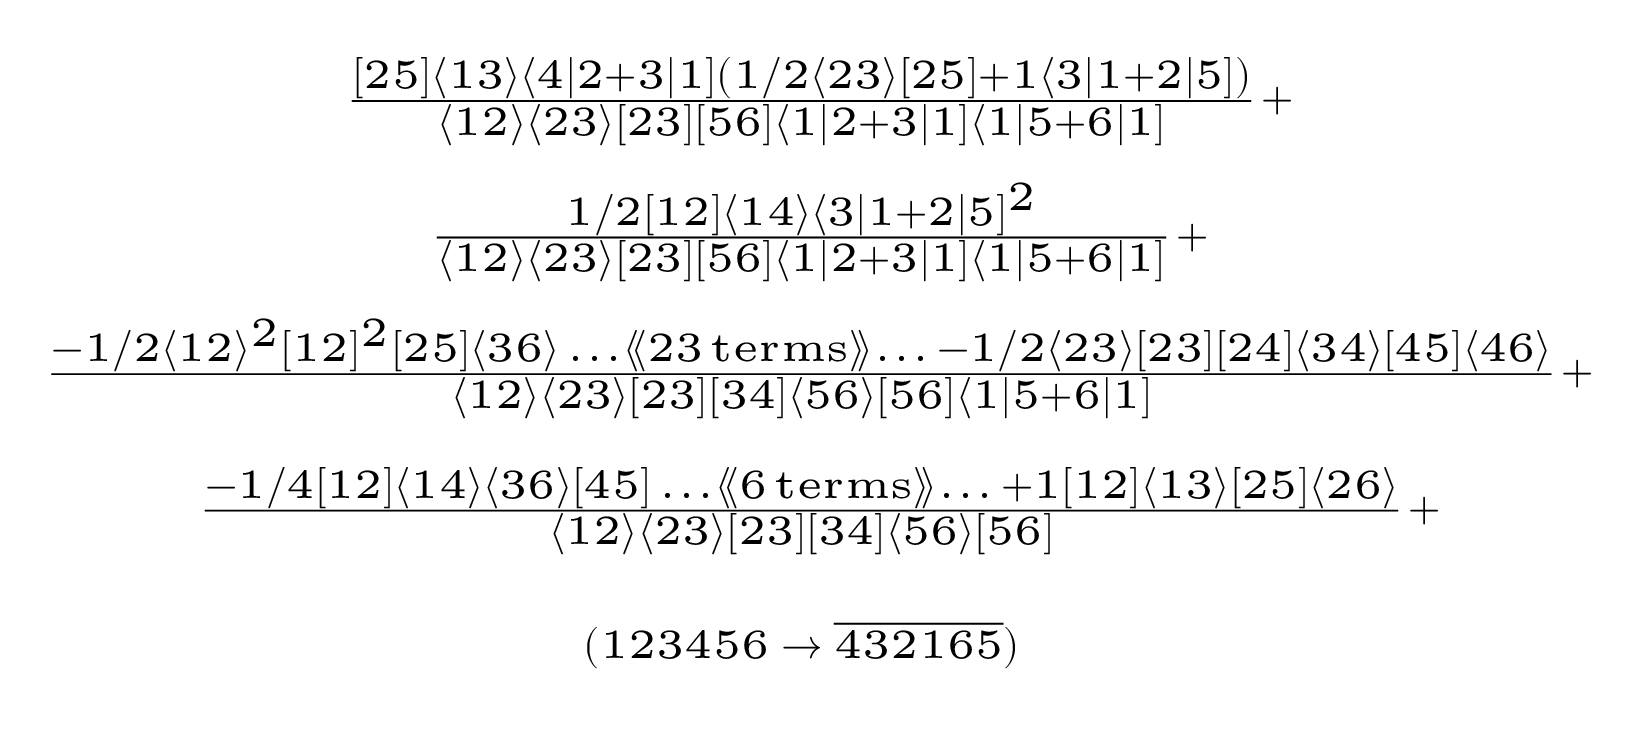 [25]⟨13⟩⟨4|2+3|1](1/2⟨23⟩[25]+1⟨3|1+2|5])
⟨12⟩⟨23⟩[23][56]⟨1|2+3|1]⟨1|5+6|1] +
1/2[12]⟨14⟩⟨3|1+2|5]²
⟨12⟩⟨23⟩[23][56]⟨1|2+3|1]⟨1|5+6|1] +
−1/2⟨12⟩²[12]²[25]⟨36⟩ …⟪23 terms⟫… −1/2⟨23⟩[23][24]⟨34⟩[45]⟨46⟩
⟨12⟩⟨23⟩[23][34]⟨56⟩[56]⟨1|5+6|1] +
−1/4[12]⟨14⟩⟨36⟩[45] …⟪6 terms⟫… +1[12]⟨13⟩[25]⟨26⟩
⟨12⟩⟨23⟩[23][34]⟨56⟩[56] +
(123456 → \overline{432165})